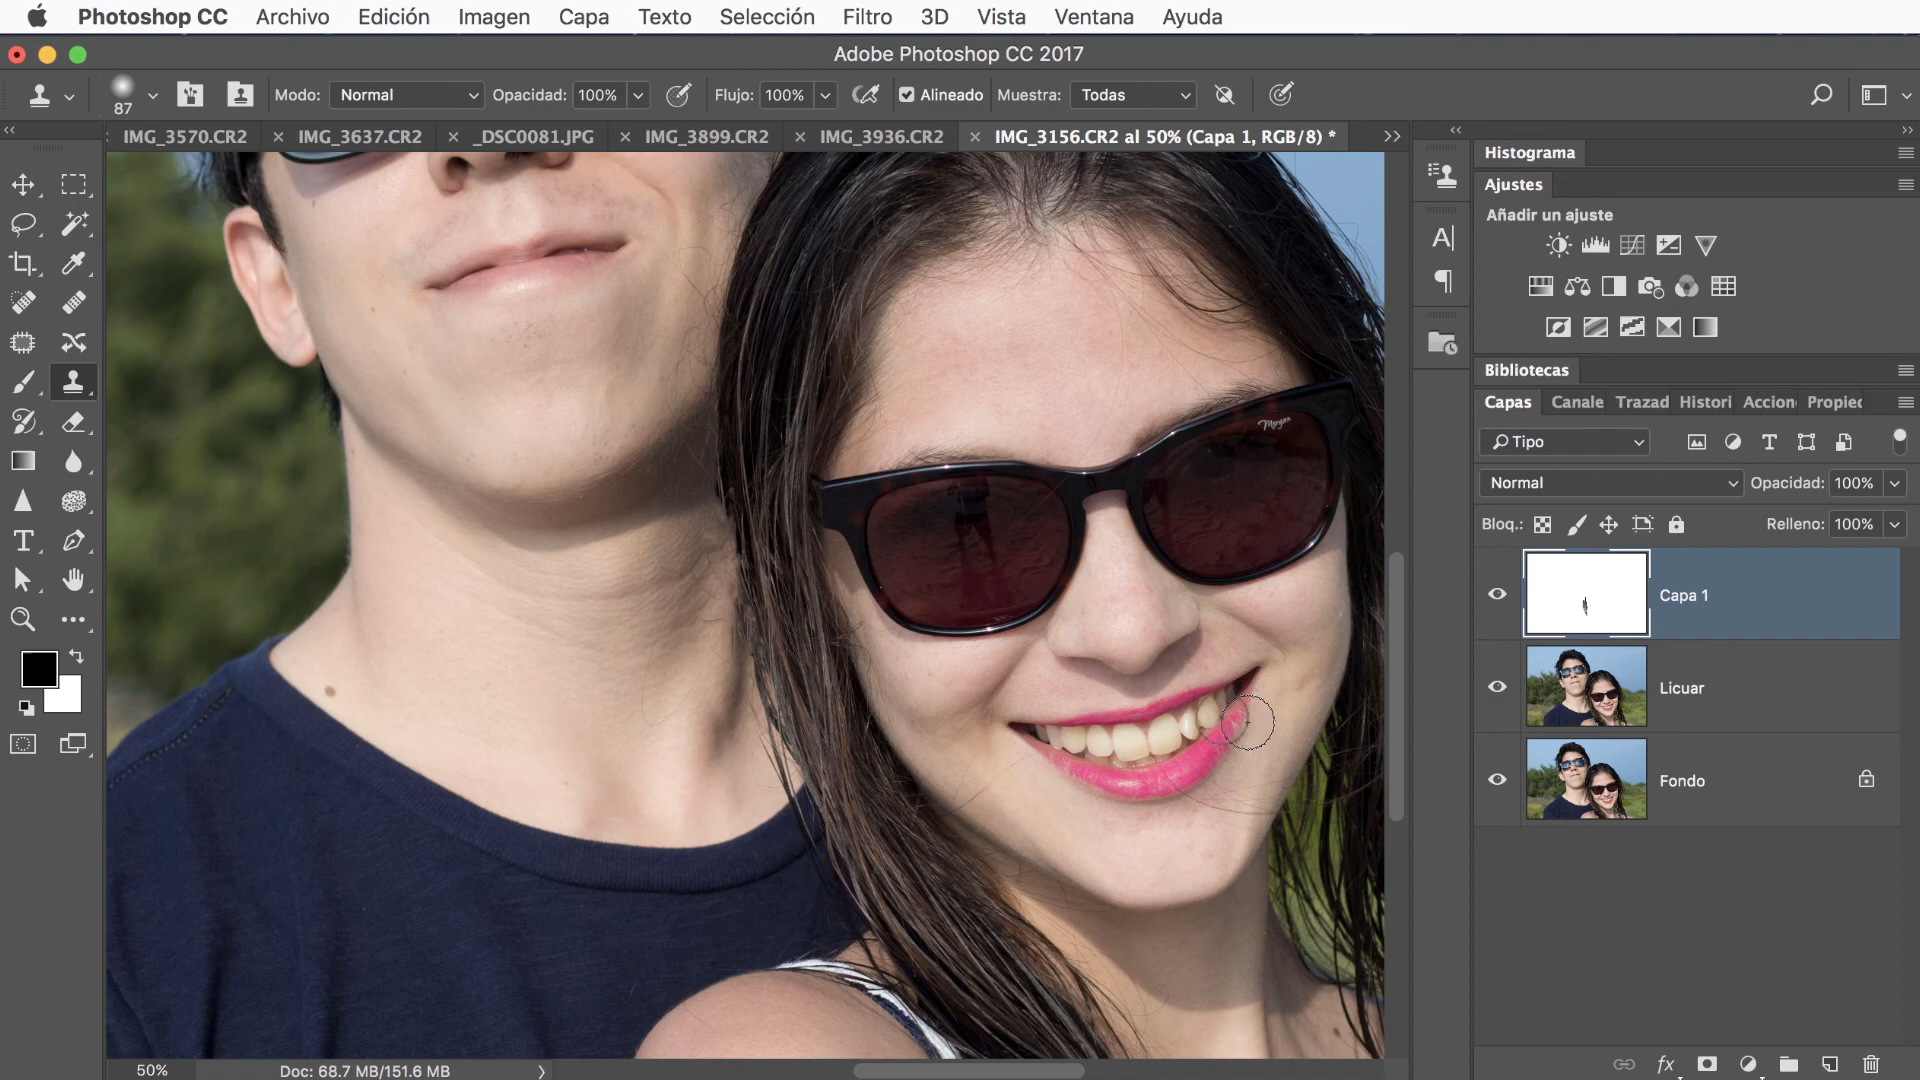 Photoshop CC Archivo Edición Imagen Capa Texto Selección Filtro 3D Vista Ventana Ayuda
Adobe Photoshop CC 2017
87 Modo: Normal Opacidad: 100% Flujo: 100% Alineado Muestra: Todas
IMG_3570.CR2 IMG_3637.CR2 _DSC0081.JPG IMG_3899.CR2 IMG_3936.CR2 IMG_3156.CR2 al 50% (Capa 1, RGB/8) *
Histograma
Ajustes
Añadir un ajuste
Bibliotecas
Capas Canale Trazad Histori Accion Propied
Tipo
Normal Opacidad: 100%
Bloq.: Relleno: 100%
Capa 1
Licuar
Fondo
Morgan
50% Doc: 68.7 MB/151.6 MB